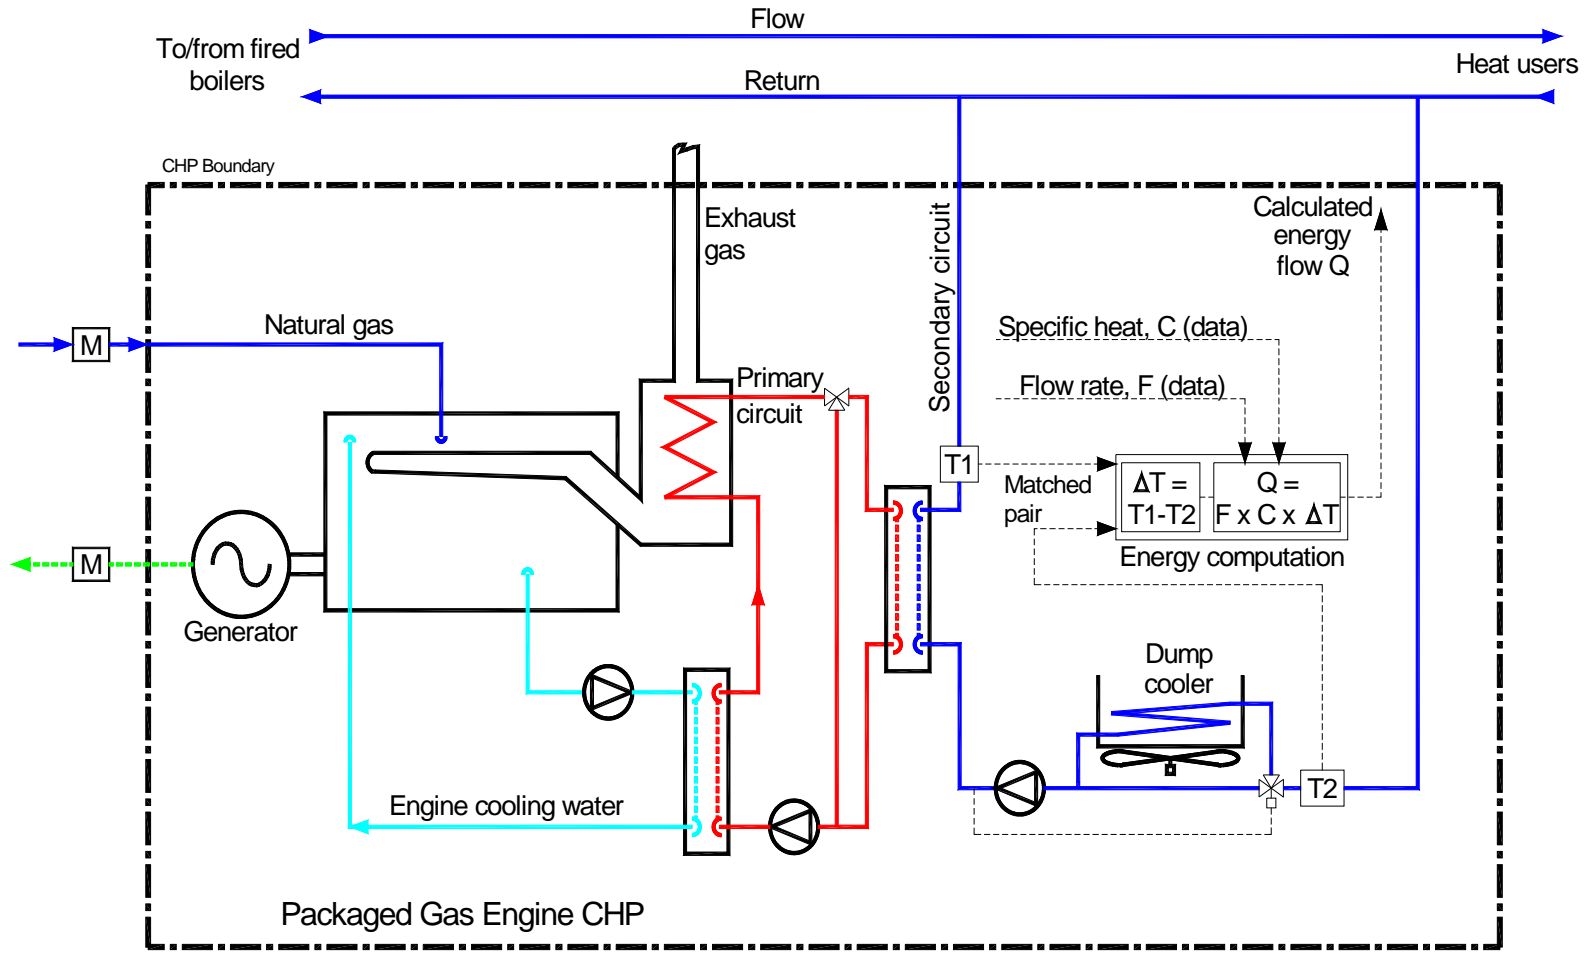 Flow
To/from fired
boilers
Heat users
Return
CHP Boundary
Exhaust
gas
Secondary circuit
Calculated
energy
flow Q
Natural gas
M
Specific heat, C (data)
Flow rate, F (data)
Primary
circuit
T1
Matched
pair
ΔT =
T1-T2
Q =
F x C x ΔT
Energy computation
M
Generator
Dump
cooler
T2
Engine cooling water
Packaged Gas Engine CHP